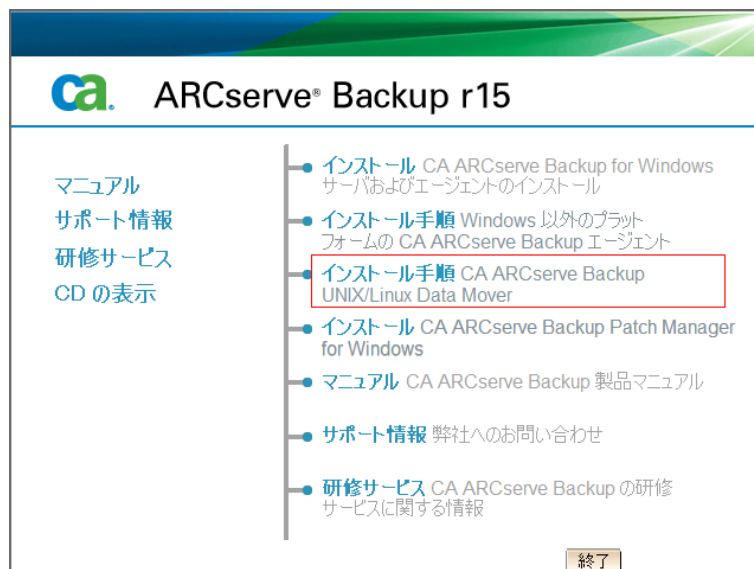 ca. ARCserve® Backup r15
マニュアル
サポート情報
研修サービス
CD の表示
インストール CA ARCserve Backup for Windows
サーバおよびエージェントのインストール
インストール手順 Windows 以外のプラット
フォームの CA ARCserve Backup エージェント
インストール手順 CA ARCserve Backup
UNIX/Linux Data Mover
インストール CA ARCserve Backup Patch Manager
for Windows
マニュアル CA ARCserve Backup 製品マニュアル
サポート情報 弊社へのお問い合わせ
研修サービス CA ARCserve Backup の研修
サービスに関する情報
終了